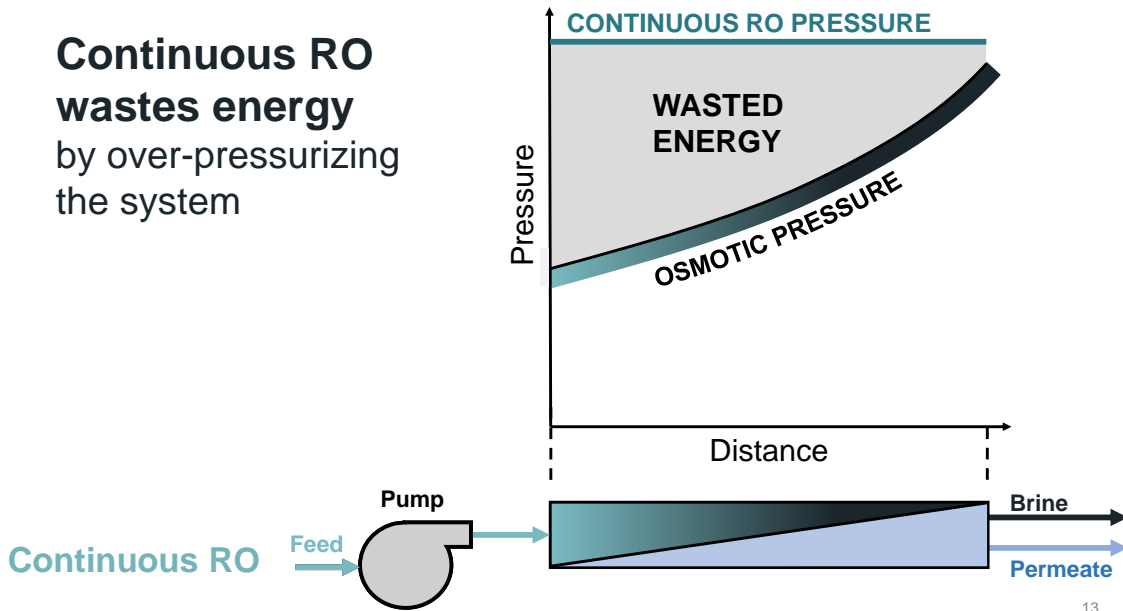 Continuous RO
wastes energy
by over-pressurizing
the system
CONTINUOUS RO PRESSURE
WASTED
ENERGY
Pressure
OSMOTIC PRESSURE
Distance
Pump
Brine
Continuous RO
Feed
Permeate
13